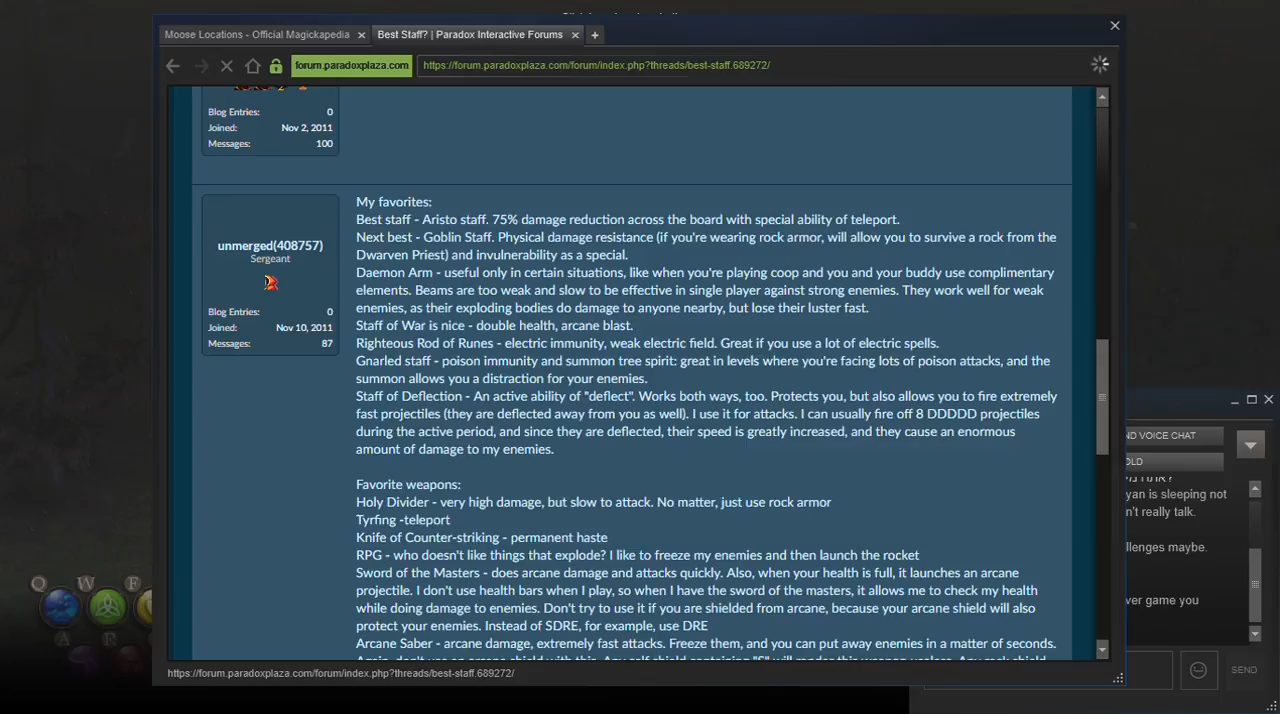 Moose Locations - Official Magickapedia
Best Staff? | Paradox Interactive Forums
forum.paradoxplaza.com
https://forum.paradoxplaza.com/forum/index.php?threads/best-staff.689272/
Blog Entries: 0
Joined: Nov 2, 2011
Messages: 100
unmerged(408757)
Sergeant
Blog Entries: 0
Joined: Nov 10, 2011
Messages: 87
My favorites:
Best staff - Aristo staff. 75% damage reduction across the board with special ability of teleport.
Next best - Goblin Staff. Physical damage resistance (if you're wearing rock armor, will allow you to survive a rock from the
Dwarven Priest) and invulnerability as a special.
Daemon Arm - useful only in certain situations, like when you're playing coop and you and your buddy use complimentary
elements. Beams are too weak and slow to be effective in single player against strong enemies. They work well for weak
enemies, as their exploding bodies do damage to anyone nearby, but lose their luster fast.
Staff of War is nice - double health, arcane blast.
Righteous Rod of Runes - electric immunity, weak electric field. Great if you use a lot of electric spells.
Gnarled staff - poison immunity and summon tree spirit: great in levels where you're facing lots of poison attacks, and the
summon allows you a distraction for your enemies.
Staff of Deflection - An active ability of "deflect". Works both ways, too. Protects you, but also allows you to fire extremely
fast projectiles (they are deflected away from you as well). I use it for attacks. I can usually fire off 8 DDDDD projectiles
during the active period, and since they are deflected, their speed is greatly increased, and they cause an enormous
amount of damage to my enemies.
Favorite weapons:
Holy Divider - very high damage, but slow to attack. No matter, just use rock armor
Tyrfing -teleport
Knife of Counter-striking - permanent haste
RPG - who doesn't like things that explode? I like to freeze my enemies and then launch the rocket
Sword of the Masters - does arcane damage and attacks quickly. Also, when your health is full, it launches an arcane
projectile. I don't use health bars when I play, so when I have the sword of the masters, it allows me to check my health
while doing damage to enemies. Don't try to use it if you are shielded from arcane, because your arcane shield will also
protect your enemies. Instead of SDRE, for example, use DRE
Arcane Saber - arcane damage, extremely fast attacks. Freeze them, and you can put away enemies in a matter of seconds.
https://forum.paradoxplaza.com/forum/index.php?threads/best-staff.689272/
ND VOICE CHAT
OLD
yan is sleeping not
n't really talk.
llenges maybe.
ver game you
SEND
Q W F
A R